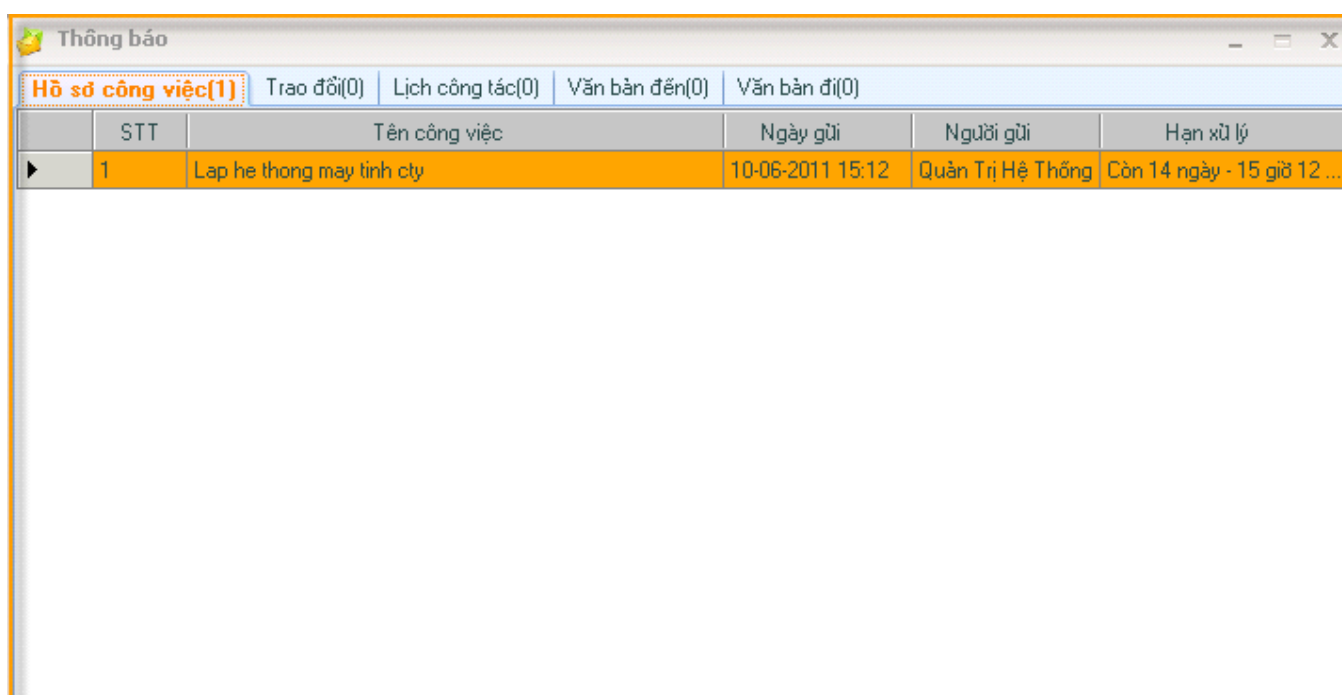 Thông báo
Hồ sơ công việc(1) Trao đổi(0) Lịch công tác(0) Văn bản đến(0) Văn bản đi(0)
STT Tên công việc Ngày gửi Người gửi Hạn xử lý
1 Lap he thong may tinh cty 10-06-2011 15:12 Quản Trị Hệ Thống Còn 14 ngày - 15 giờ 12 ...